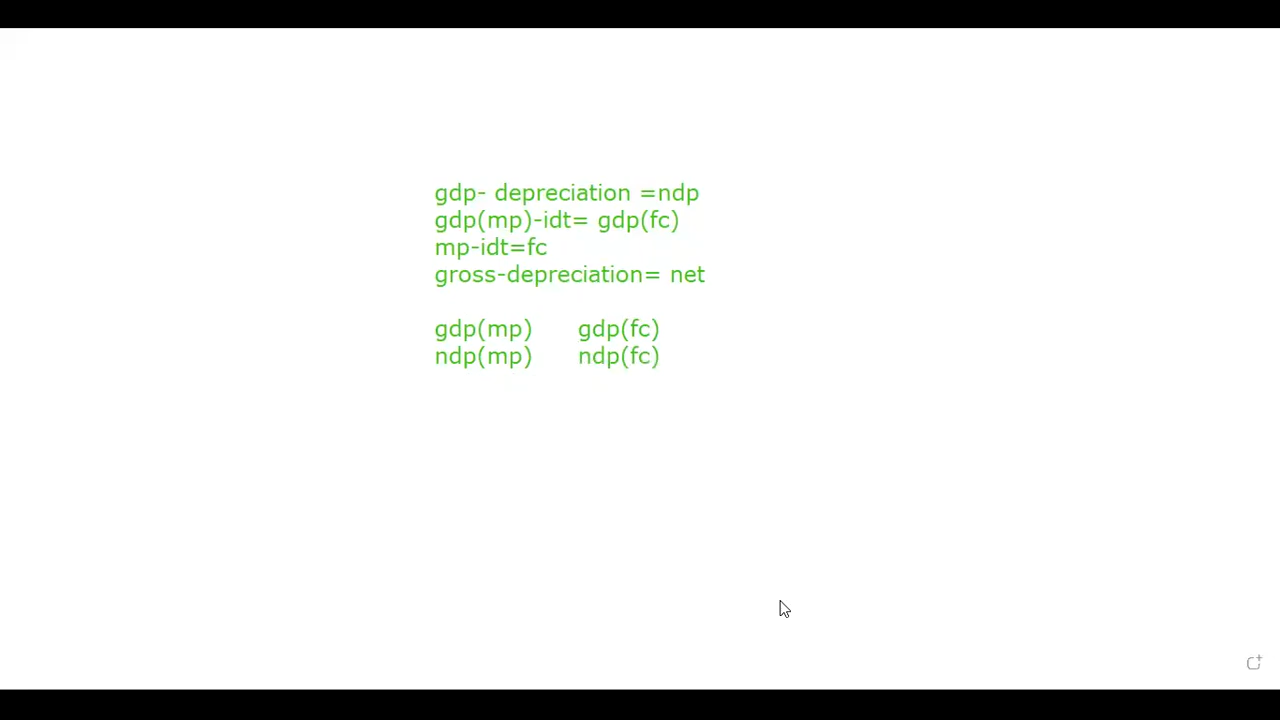 gdp- depreciation =ndp
gdp(mp)-idt= gdp(fc)
mp-idt=fc
gross-depreciation= net
gdp(mp) gdp(fc)
ndp(mp) ndp(fc)